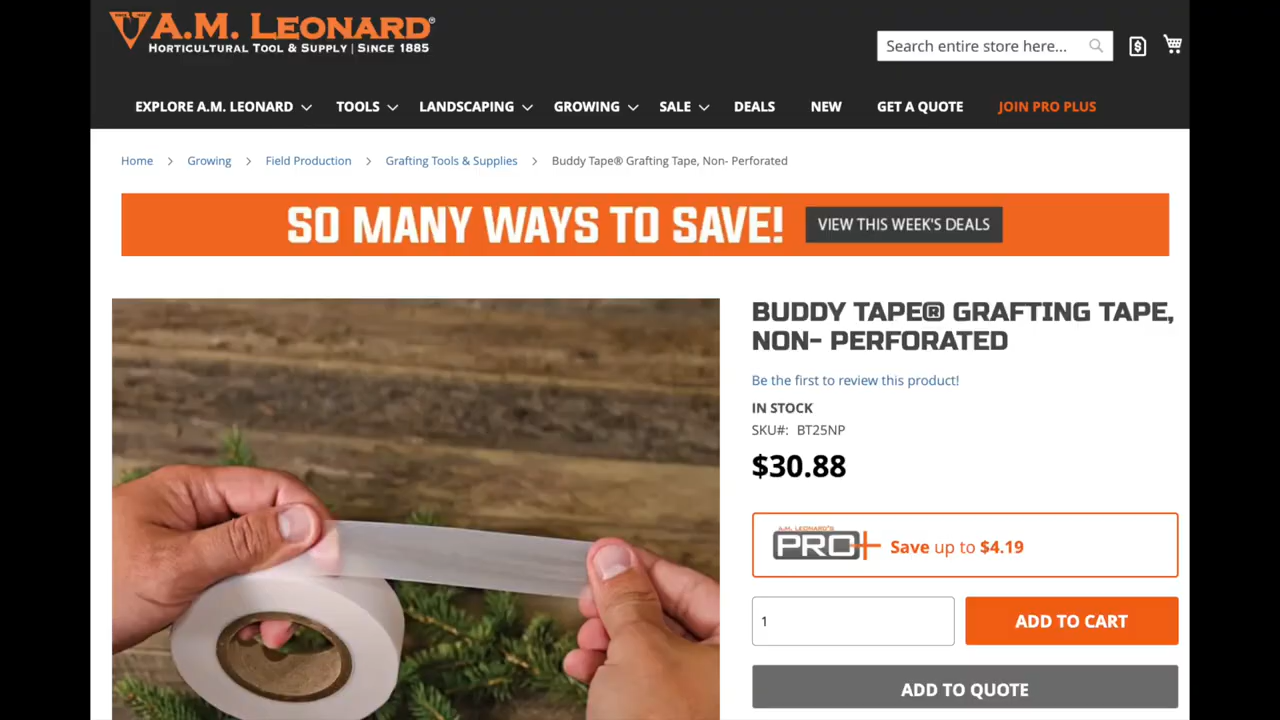 A.M. LEONARD®
HORTICULTURAL TOOL & SUPPLY | SINCE 1885
Search entire store here...
EXPLORE A.M. LEONARD TOOLS LANDSCAPING GROWING SALE DEALS NEW GET A QUOTE JOIN PRO PLUS
Home > Growing > Field Production > Grafting Tools & Supplies > Buddy Tape® Grafting Tape, Non- Perforated
SO MANY WAYS TO SAVE! VIEW THIS WEEK'S DEALS
BUDDY TAPE® GRAFTING TAPE,
NON- PERFORATED
Be the first to review this product!
IN STOCK
SKU#: BT25NP
$30.88
A.M. LEONARD'S
PRO+ Save up to $4.19
1 ADD TO CART
ADD TO QUOTE